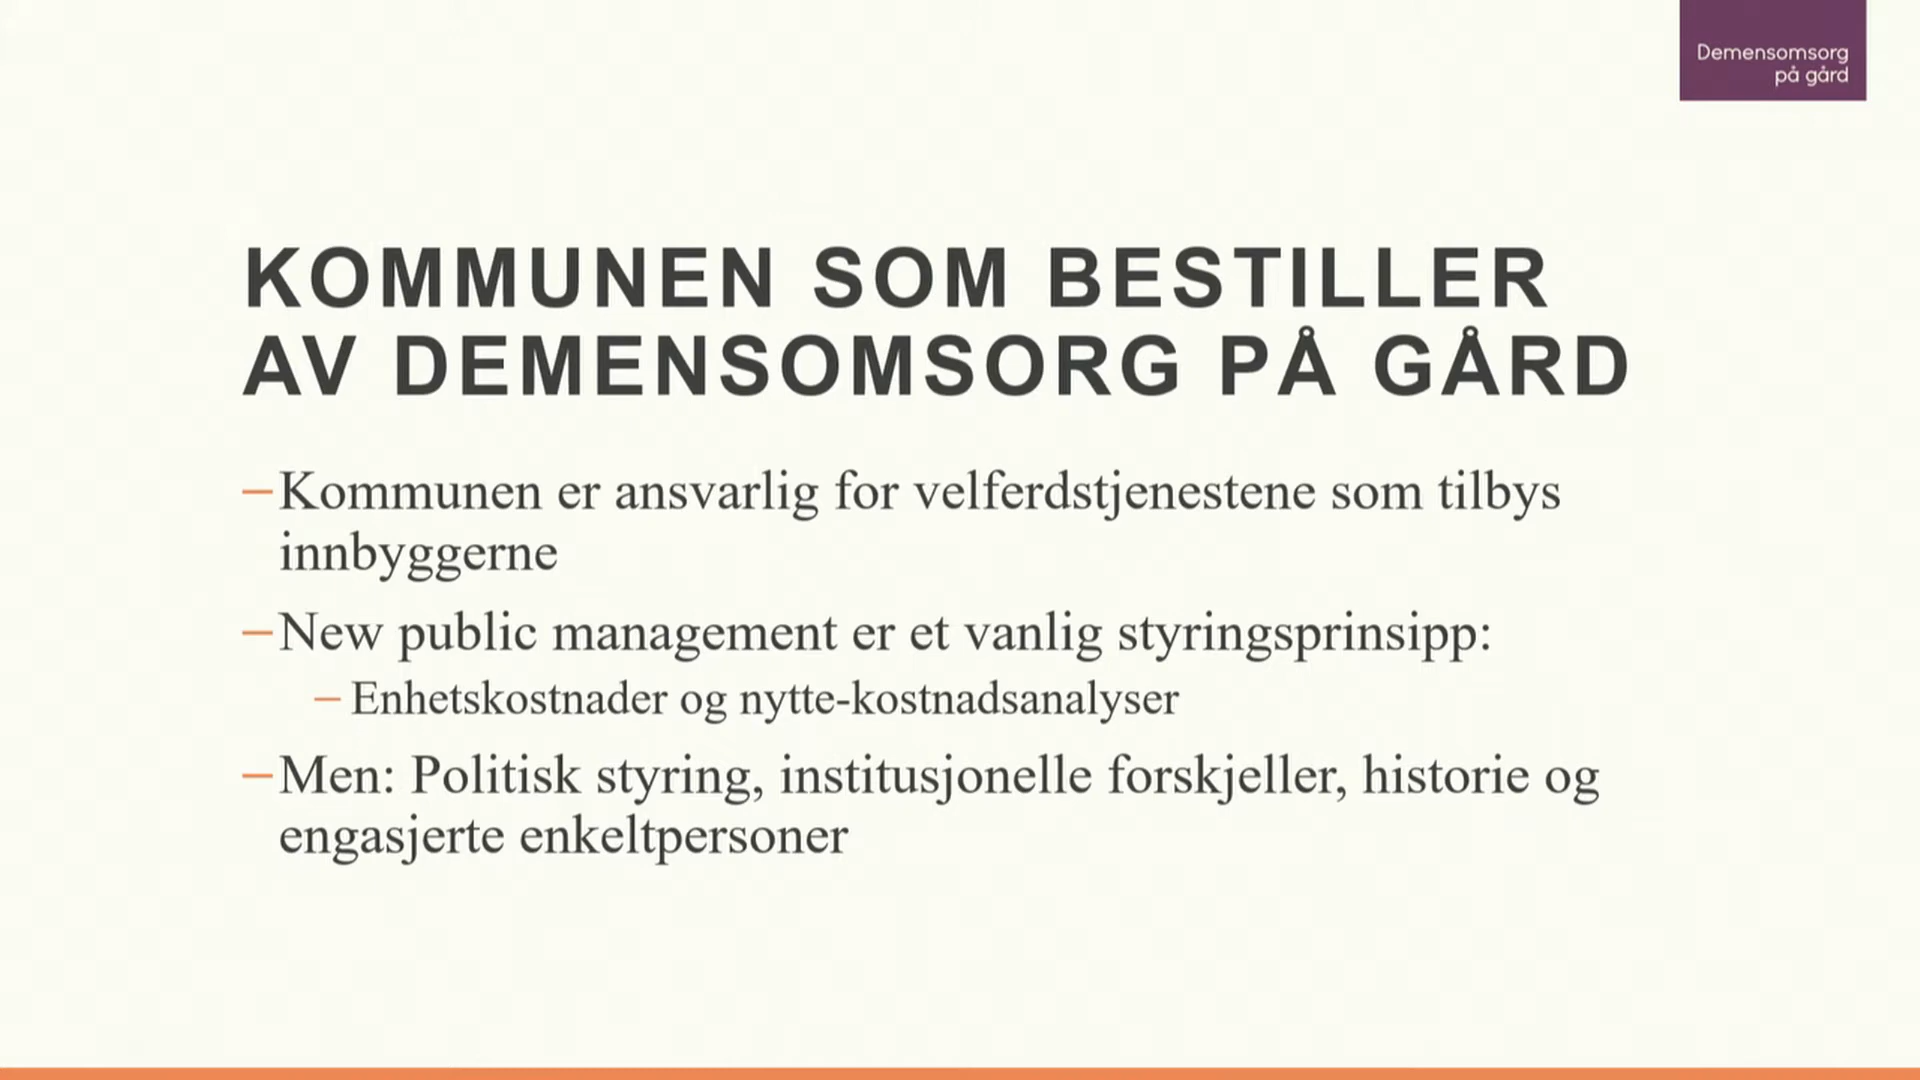 Demensomsorg
på gård
KOMMUNEN SOM BESTILLER
AV DEMENSOMSORG PÅ GÅRD
– Kommunen er ansvarlig for velferdstjenestene som tilbys
innbyggerne
– New public management er et vanlig styringsprinsipp:
– Enhetskostnader og nytte-kostnadsanalyser
– Men: Politisk styring, institusjonelle forskjeller, historie og
engasjerte enkeltpersoner